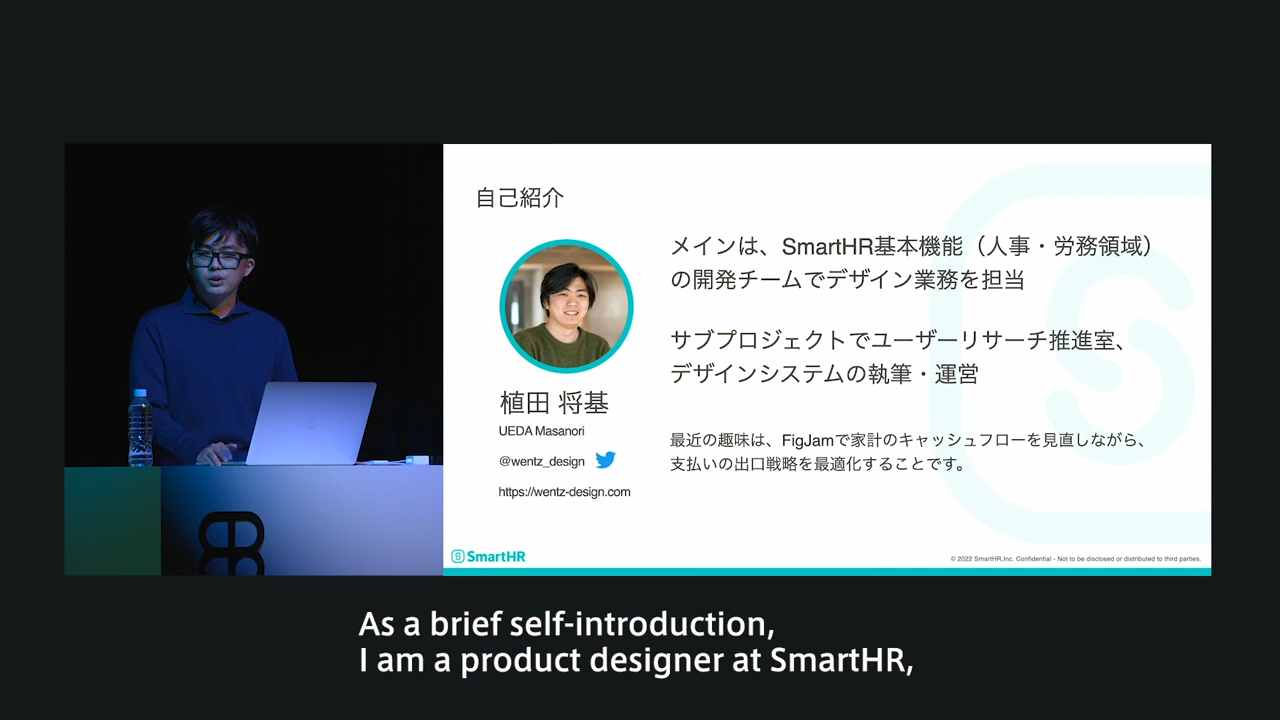 自己紹介
植田 将基
UEDA Masanori
@wentz_design
https://wentz-design.com
メインは、SmartHR基本機能（人事・労務領域）
の開発チームでデザイン業務を担当
サブプロジェクトでユーザーリサーチ推進室、
デザインシステムの執筆・運営
最近の趣味は、FigJamで家計のキャッシュフローを見直しながら、
支払いの出口戦略を最適化することです。
SmartHR
© 2022 SmartHR,Inc. Confidential - Not to be disclosed or distributed to third parties.
As a brief self-introduction,
I am a product designer at SmartHR,